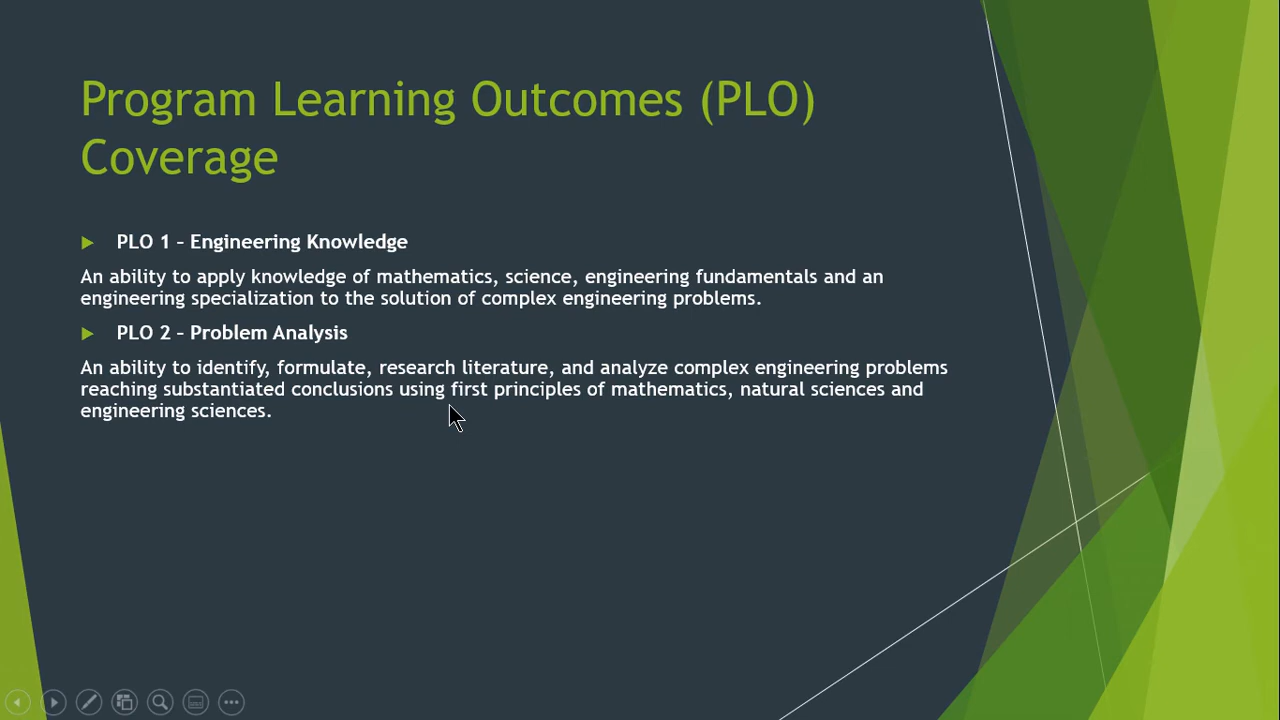 Program Learning Outcomes (PLO)
Coverage
PLO 1 – Engineering Knowledge
An ability to apply knowledge of mathematics, science, engineering fundamentals and an
engineering specialization to the solution of complex engineering problems.
PLO 2 – Problem Analysis
An ability to identify, formulate, research literature, and analyze complex engineering problems
reaching substantiated conclusions using first principles of mathematics, natural sciences and
engineering sciences.